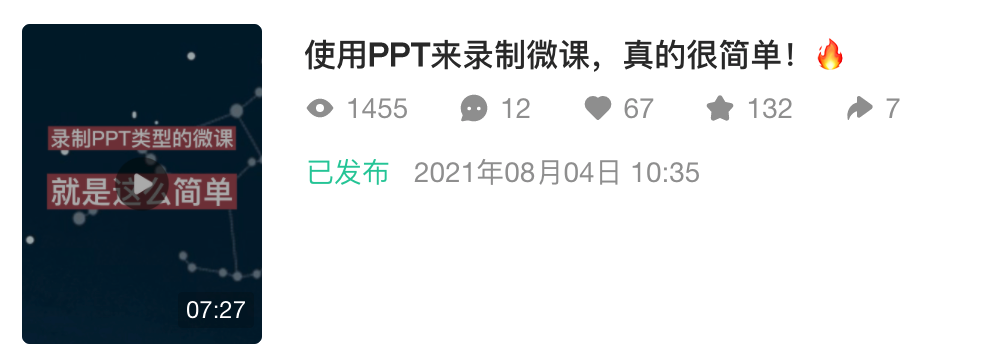 录制PPT类型的微课
就是这么简单
07:27
使用PPT来录制微课，真的很简单！🔥
1455 12 67 132 7
已发布 2021年08月04日 10:35